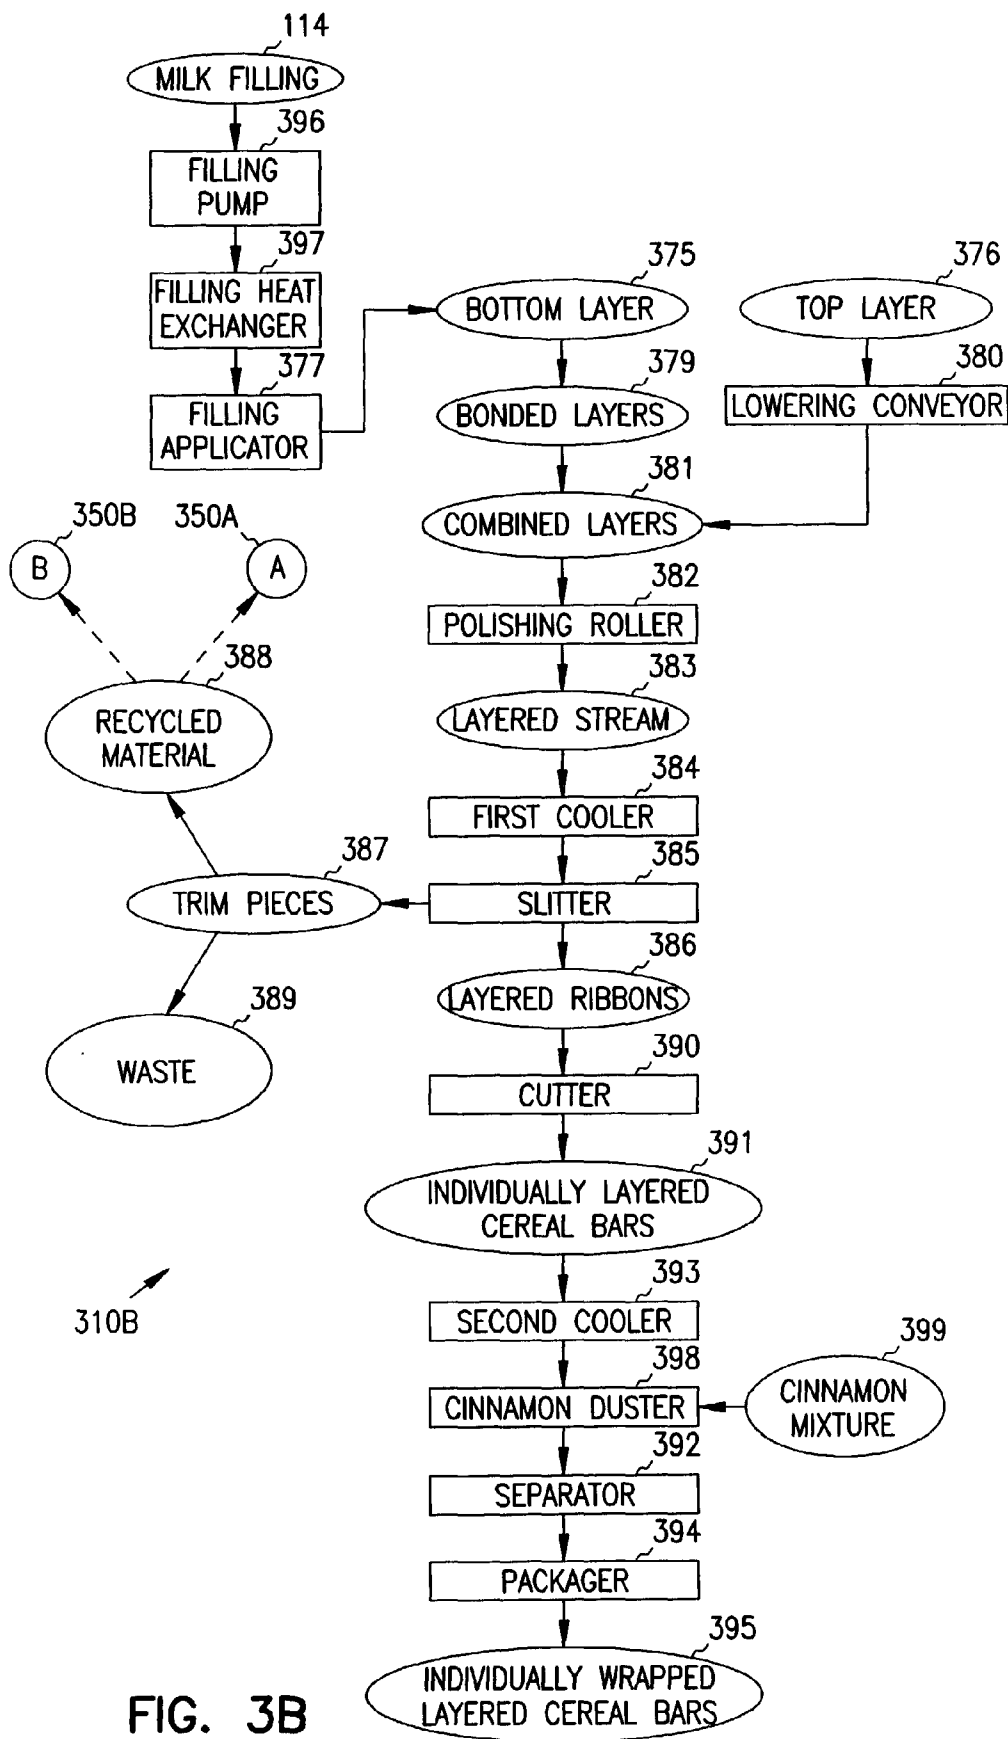 114
MILK FILLING
396
FILLING
PUMP
397
FILLING HEAT
EXCHANGER
377
FILLING
APPLICATOR
375
BOTTOM LAYER
376
TOP LAYER
379
BONDED LAYERS
380
LOWERING CONVEYOR
381
COMBINED LAYERS
350B
B
350A
A
382
POLISHING ROLLER
388
RECYCLED
MATERIAL
383
LAYERED STREAM
384
FIRST COOLER
387
TRIM PIECES
385
SLITTER
386
LAYERED RIBBONS
389
WASTE
390
CUTTER
391
INDIVIDUALLY LAYERED
CEREAL BARS
310B
393
SECOND COOLER
398
CINNAMON DUSTER
399
CINNAMON
MIXTURE
392
SEPARATOR
394
PACKAGER
395
INDIVIDUALLY WRAPPED
LAYERED CEREAL BARS
FIG. 3B